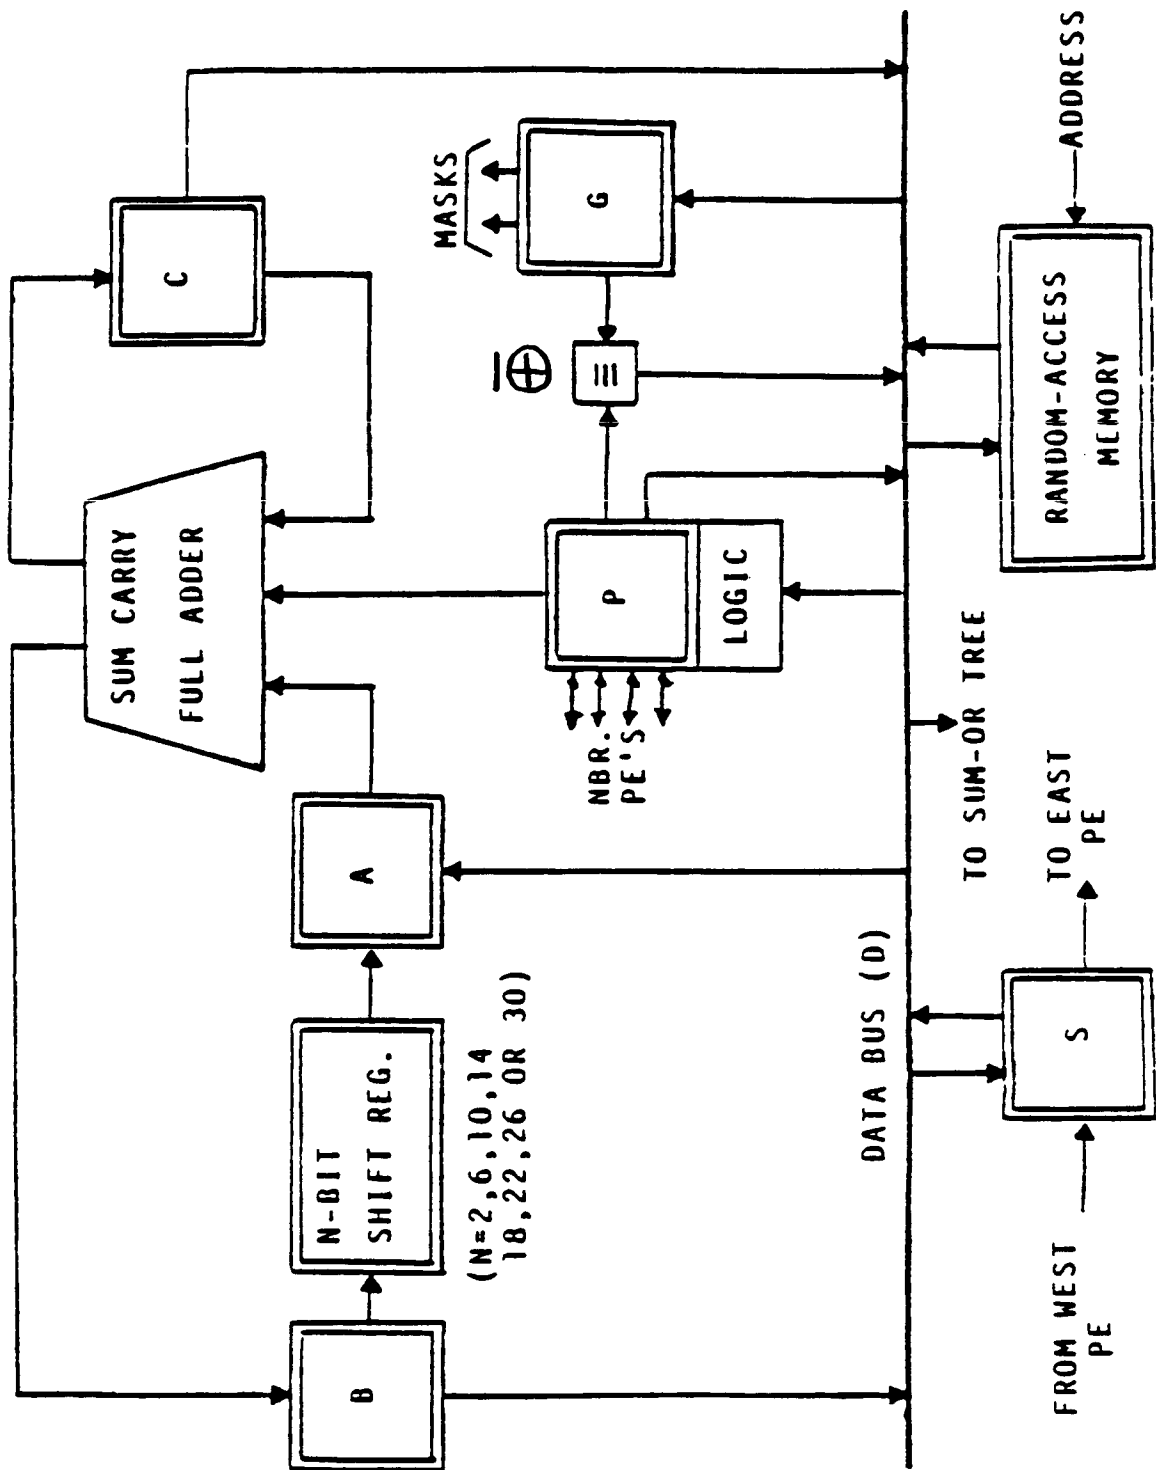 SUM CARRY
FULL ADDER
C
B
N-BIT
SHIFT REG.
(N=2,6,10,14
18,22,26 OR 30)
A
NBR.
PE'S
P
LOGIC
⊕
≡
MASKS
G
DATA BUS (D)
TO SUM-OR TREE
FROM WEST
PE
S
TO EAST
PE
RANDOM-ACCESS
MEMORY
ADDRESS